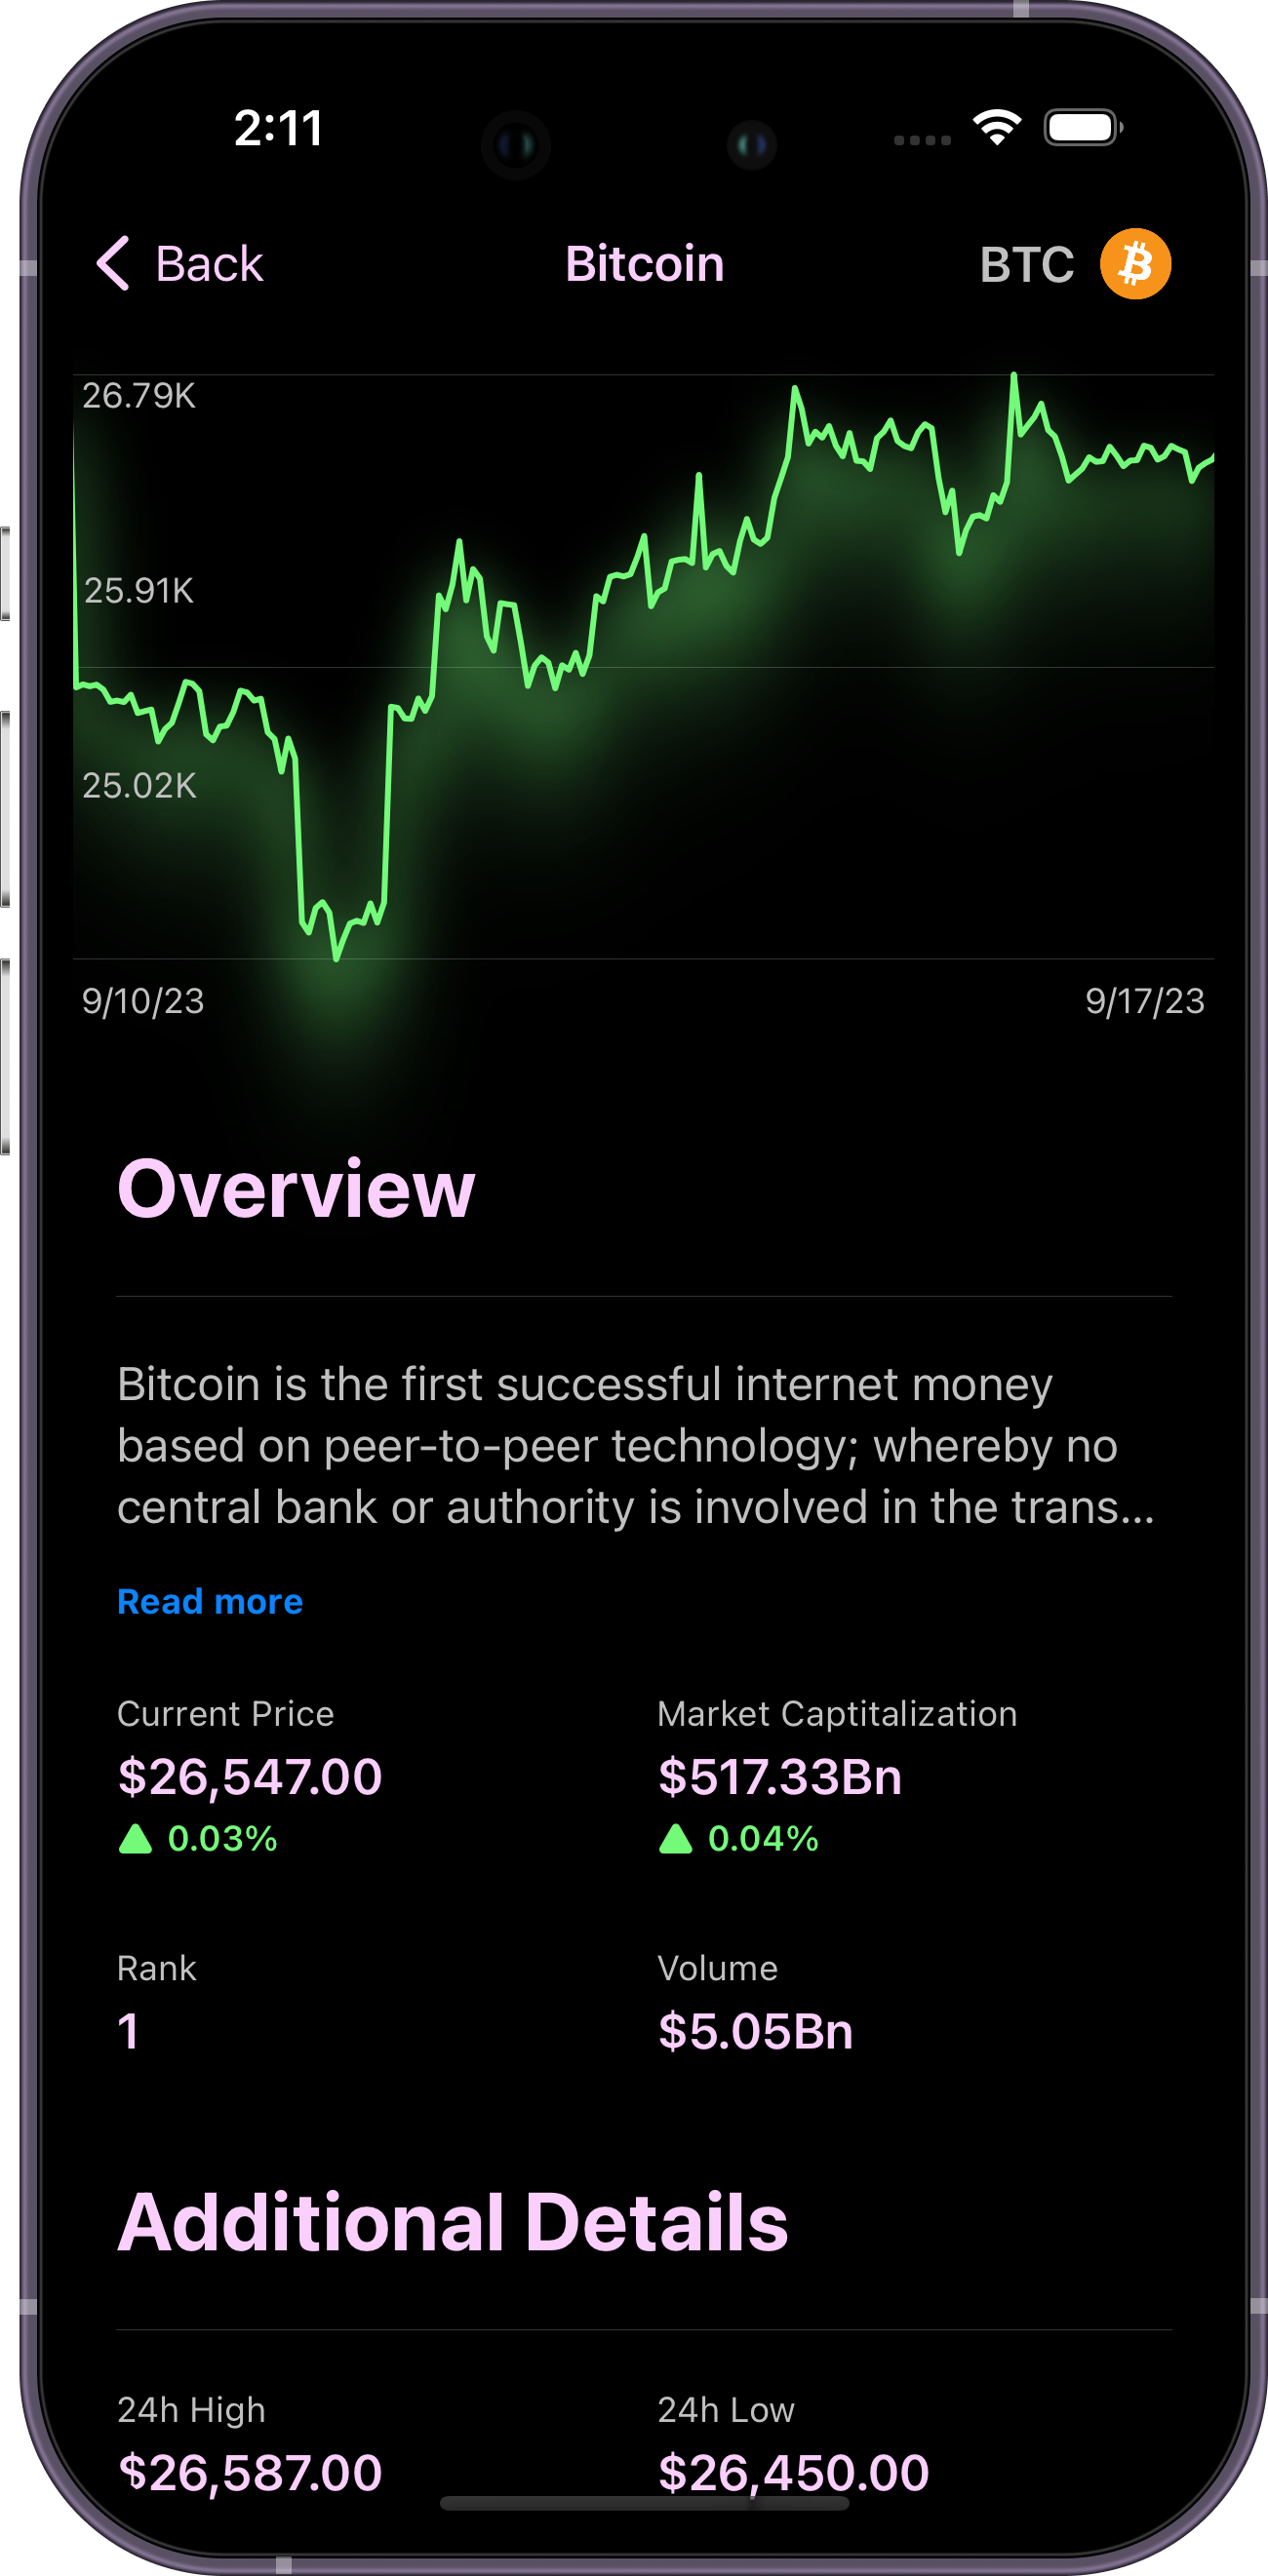 2:11
Back
Bitcoin
BTC
26.79K
25.91K
25.02K
9/10/23
9/17/23
Overview
Bitcoin is the first successful internet money
based on peer-to-peer technology; whereby no
central bank or authority is involved in the trans...
Read more
Current Price
Market Captitalization
$26,547.00
$517.33Bn
0.03%
0.04%
Rank
Volume
1
$5.05Bn
Additional Details
24h High
24h Low
$26,587.00
$26,450.00